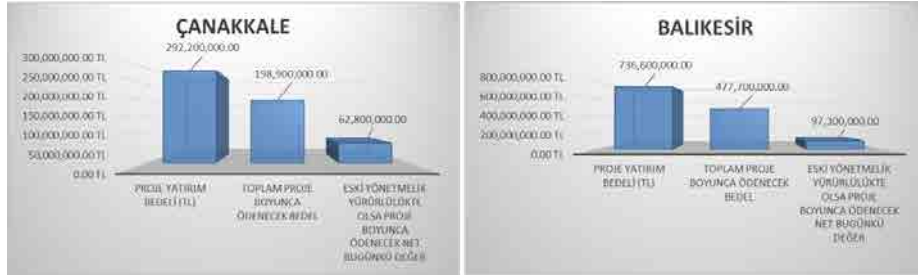 ÇANAKKALE
292,200,000.00
300,000,000.00 TL
250,000,000.00 TL
200,000,000.00 TL
150,000,000.00 TL
100,000,000.00 TL
50,000,000.00 TL
0.00 TL
198,900,000.00
62,800,000.00
PROJE YATIRIM
BEDELİ (TL)
TOPLAM PROJE
BOYUNCA
ÖDENECEK BEDEL
ESKİ YÖNETMELİK
YÜRÜRLÜLÜKTE
OLSA PROJE
BOYUNCA
ÖDENECEK NET
BUGÜNKÜ DEĞER
BALIKESİR
736,600,000.00
800,000,000.00 TL
600,000,000.00 TL
400,000,000.00 TL
200,000,000.00 TL
0.00 TL
477,700,000.00
97,300,000.00
PROJE YATIRIM
BEDELİ (TL)
TOPLAM PROJE
BOYUNCA ÖDENECEK
BEDEL
ESKİ YÖNETMELİK
YÜRÜRLÜLÜKTE
OLSA PROJE
BOYUNCA ÖDENECEK
NET BUGÜNKÜ
DEĞER